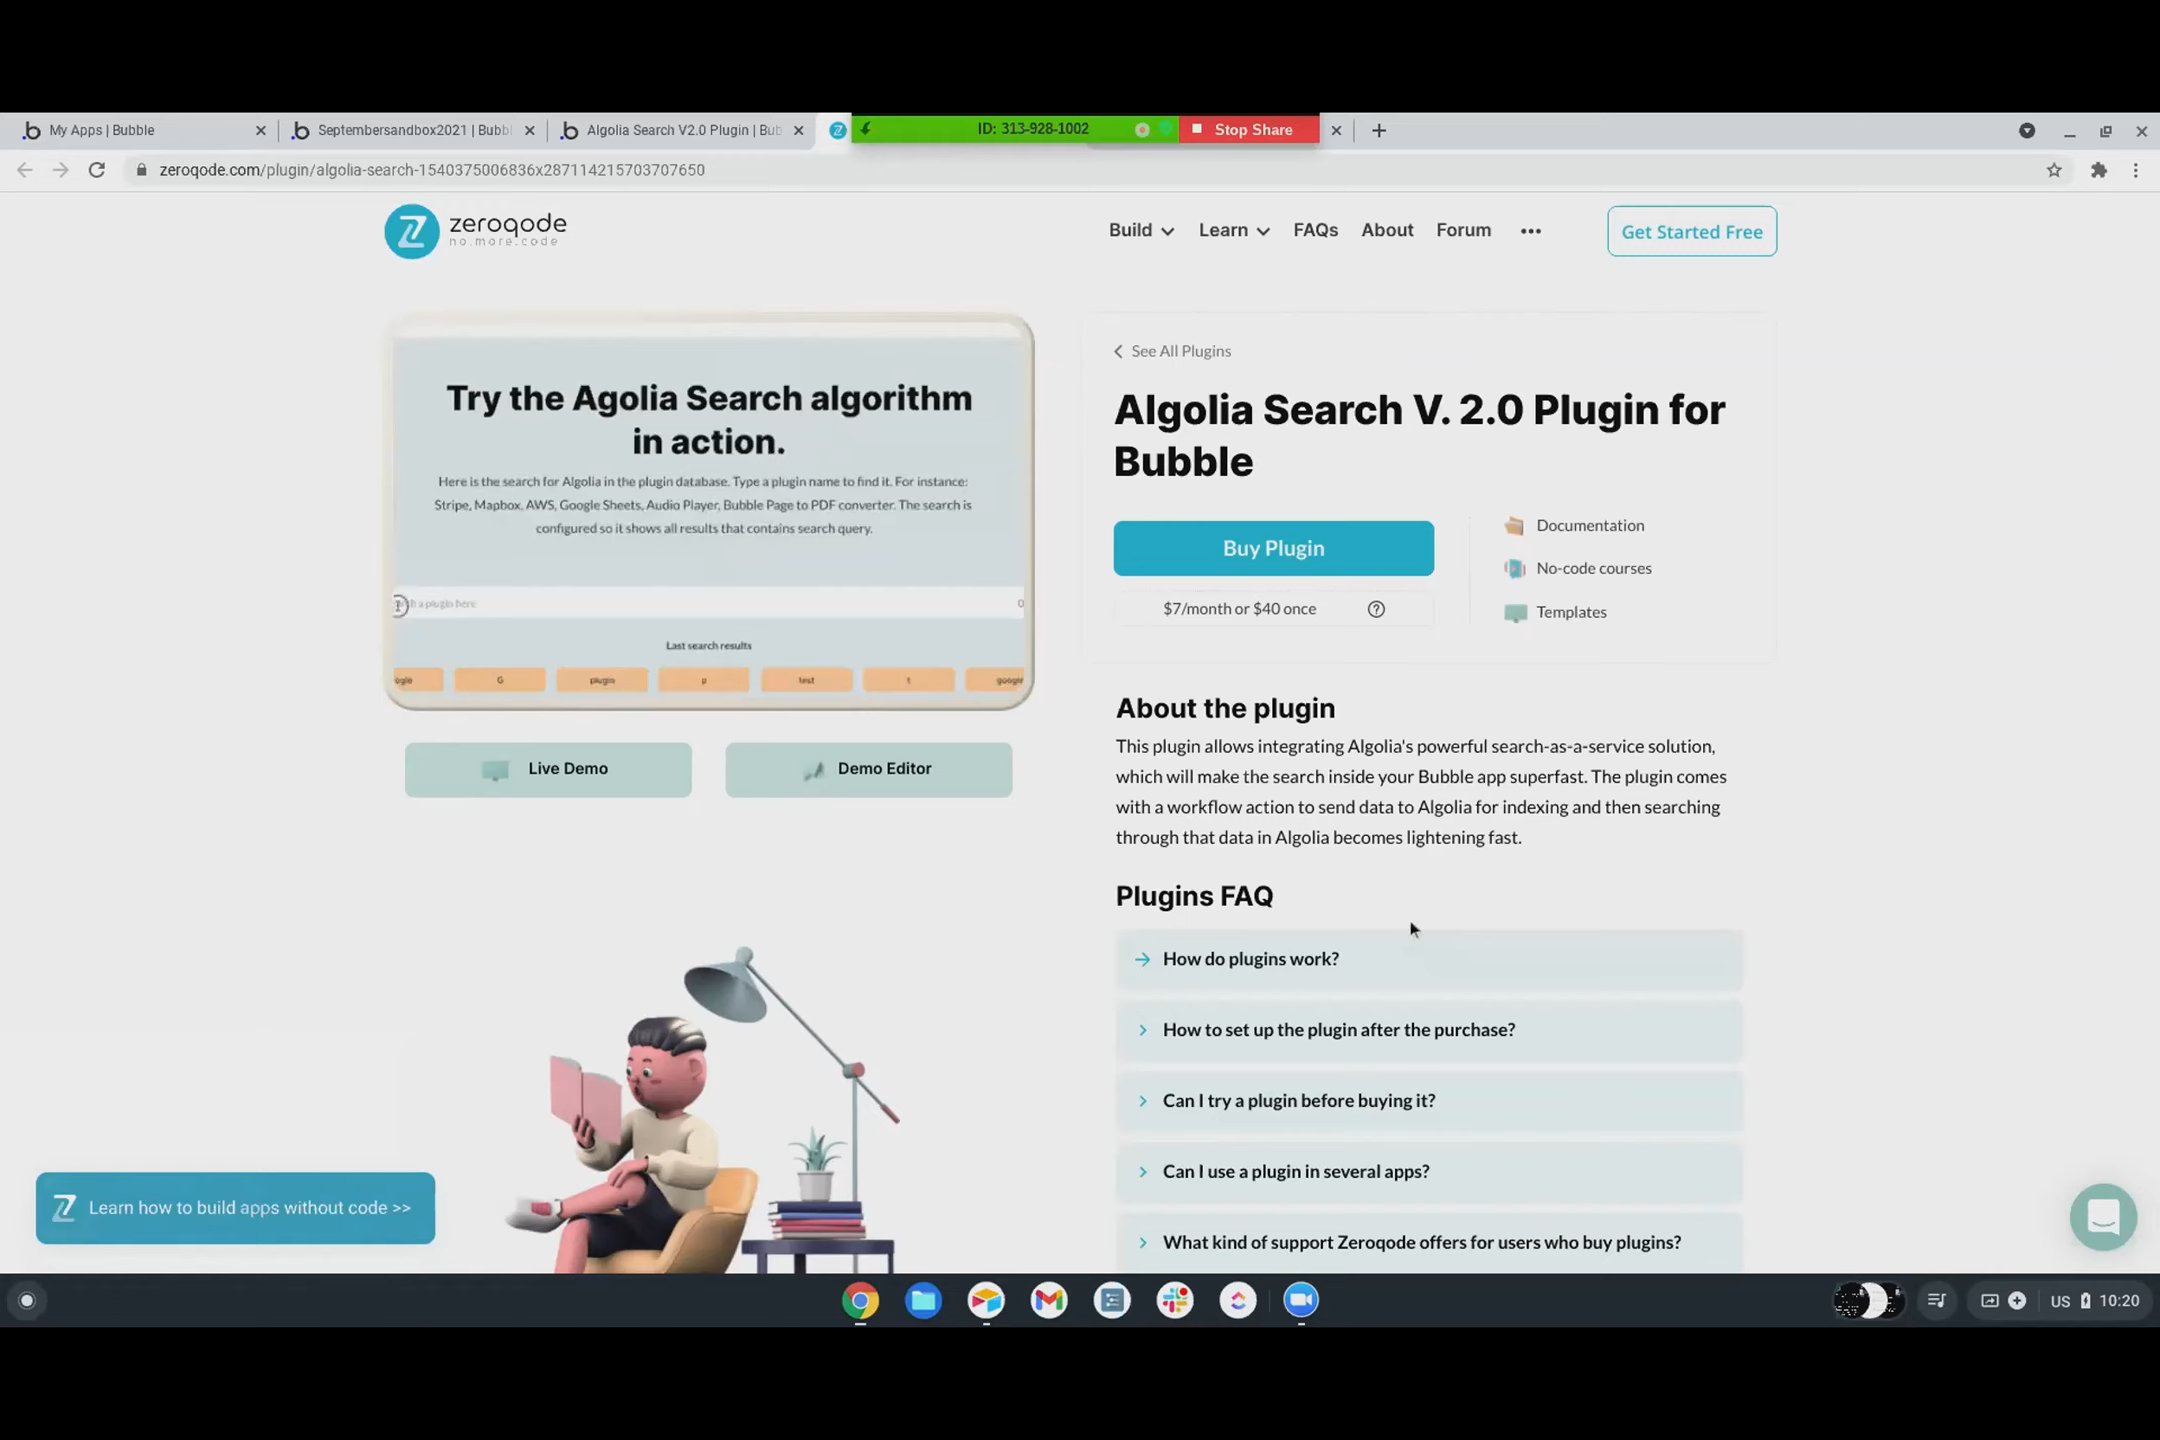 My Apps | Bubble
Septembersandbox2021 | Bubbl
Algolia Search V2.0 Plugin | Bub
ID: 313-928-1002
Stop Share
zeroqode.com/plugin/algolia-search-1540375006836x287114215703707650
zeroqode
no.more.code
Build
Learn
FAQs
About
Forum
Get Started Free
Try the Agolia Search algorithm
in action.
Here is the search for Algolia in the plugin database. Type a plugin name to find it. For instance:
Stripe, Mapbox, AWS, Google Sheets, Audio Player, Bubble Page to PDF converter. The search is
configured so it shows all results that contains search query.
a plugin here
0
Last search results
ogle
G
plugin
p
test
t
google
Live Demo
Demo Editor
See All Plugins
Algolia Search V. 2.0 Plugin for
Bubble
Buy Plugin
$7/month or $40 once
Documentation
No-code courses
Templates
About the plugin
This plugin allows integrating Algolia's powerful search-as-a-service solution,
which will make the search inside your Bubble app superfast. The plugin comes
with a workflow action to send data to Algolia for indexing and then searching
through that data in Algolia becomes lightening fast.
Plugins FAQ
How do plugins work?
How to set up the plugin after the purchase?
Can I try a plugin before buying it?
Can I use a plugin in several apps?
What kind of support Zeroqode offers for users who buy plugins?
Learn how to build apps without code >>
US
10:20